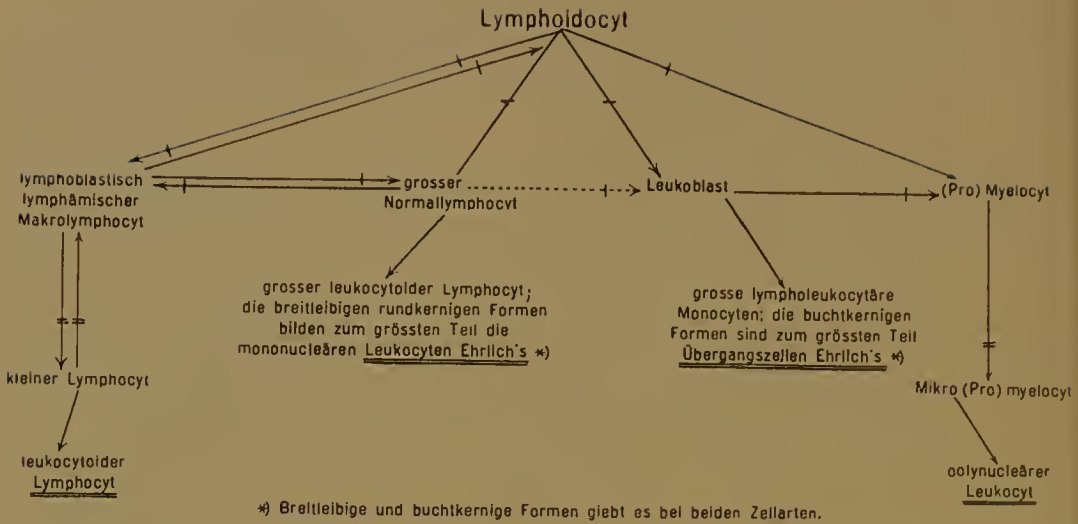 Lymphoidocyt
lymphoblastisch
lymphämischer
Makrolymphocyt
grosser
Normallymphocyt
Leukoblast
(Pro) Myelocyt
grosser leukocytoider Lymphocyt;
die breitleibigen rundkernigen Formen
bilden zum grössten Teil die
mononucleären Leukocyten Ehrlich's *)
grosse lympholeukocytäre
Monocyten; die buchtkernigen
Formen sind zum grössten Teil
Übergangszellen Ehrlich's *)
kleiner Lymphocyt
Mikro (Pro) myelocyt
leukocytoider
Lymphocyt
polynucleärer
Leukocyt
*) Breitleibige und buchtkernige Formen giebt es bei beiden Zellarten.